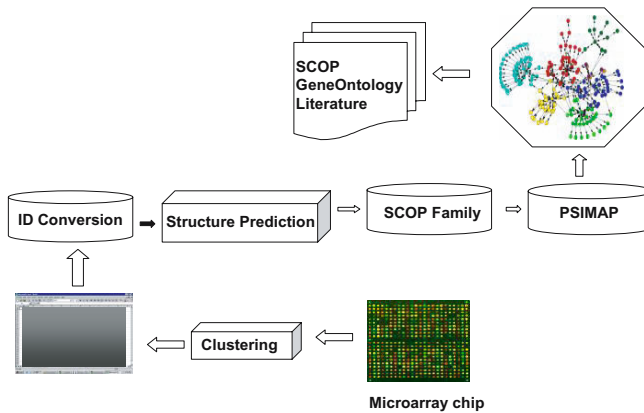 SCOP
GeneOntology
Literature
ID Conversion
Structure Prediction
SCOP Family
PSIMAP
Clustering
Microarray chip